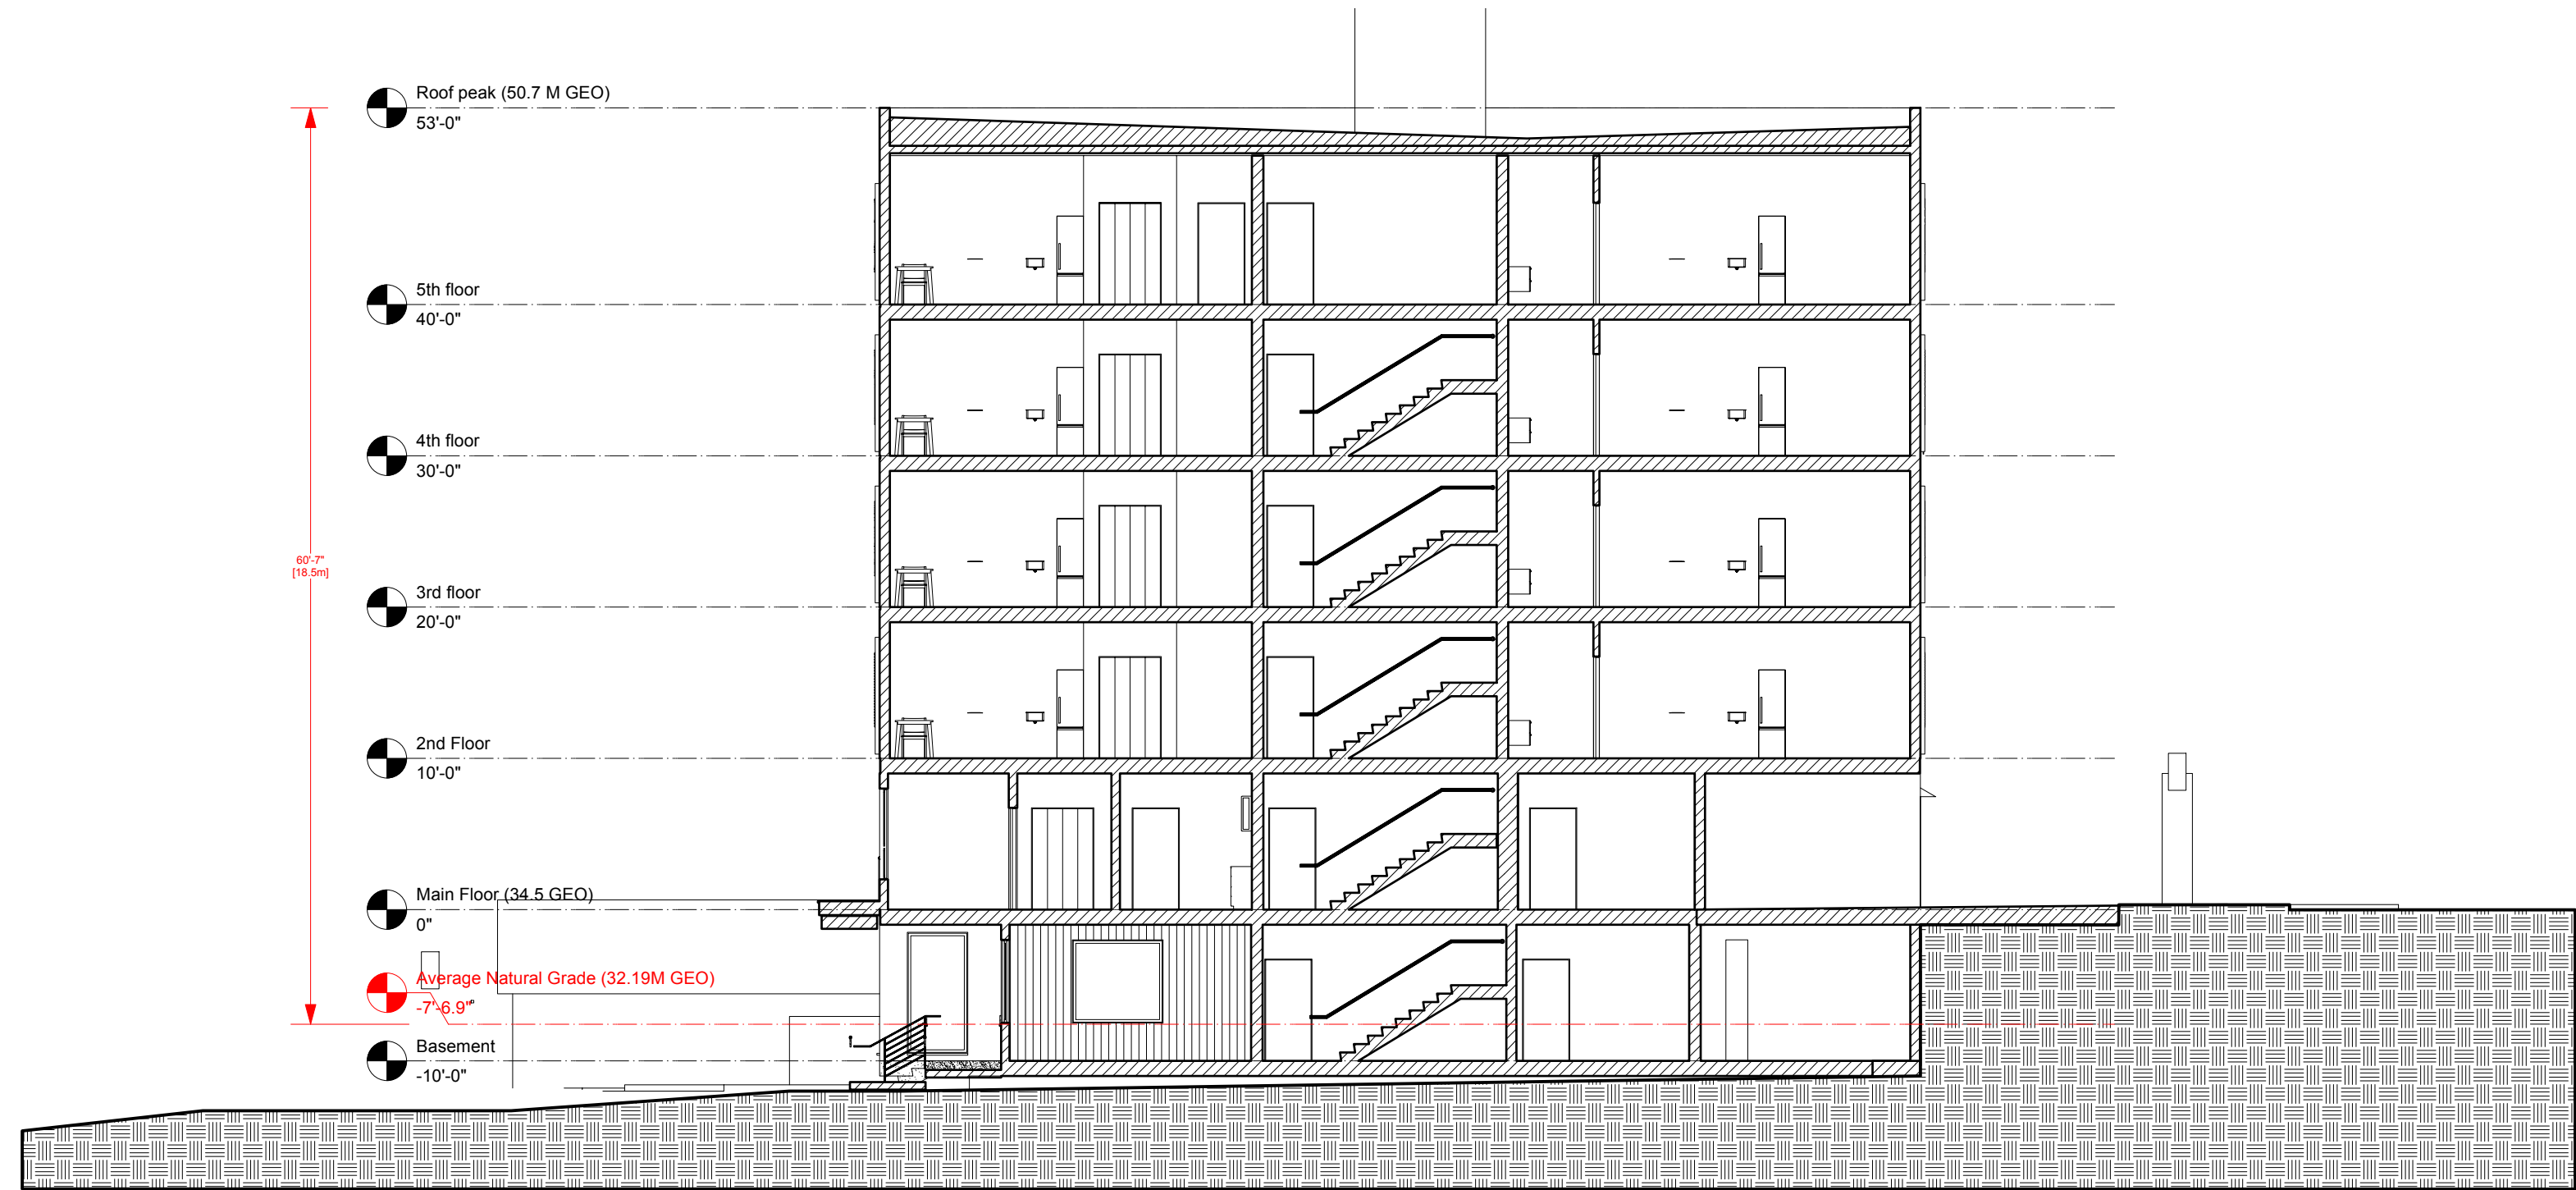 Roof peak (50.7 M GEO)
53'-0"
5th floor
40'-0"
4th floor
30'-0"
60'-7"
[18.5m]
3rd floor
20'-0"
2nd Floor
10'-0"
Main Floor (34.5 GEO)
0"
Average Natural Grade (32.19M GEO)
-7'-6.9"
Basement
-10'-0"